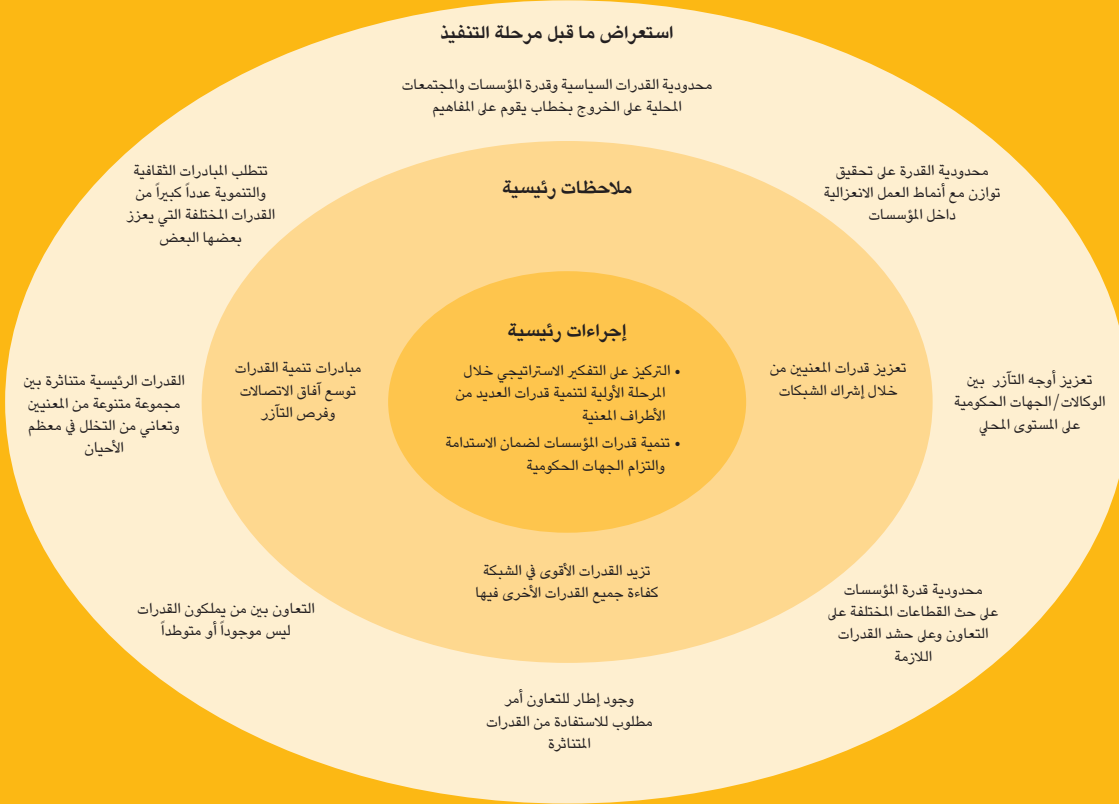 استعراض ما قبل مرحلة التنفيذ
محدودية القدرات السياسية وقدرة المؤسسات والمجتمعات
المحلية على الخروج بخطاب يقوم على المفاهيم
محدودية القدرة على تحقيق
توازن مع أنماط العمل الانعزالية
داخل المؤسسات
تتطلب المبادرات الثقافية
والتنموية عدداً كبيراً من
القدرات المختلفة التي يعزز
بعضها البعض
ملاحظات رئيسية
إجراءات رئيسية
• التركيز على التفكير الاستراتيجي خلال
المرحلة الأولية لتنمية قدرات العديد من
الأطراف المعنية
• تنمية قدرات المؤسسات لضمان الاستدامة
والتزام الجهات الحكومية
تعزيز أوجه التآزر بين
الوكالات/الجهات الحكومية
على المستوى المحلي
تعزيز قدرات المعنيين من
خلال إشراك الشبكات
مبادرات تنمية القدرات
توسع آفاق الاتصالات
وفرص التآزر
القدرات الرئيسية متناثرة بين
مجموعة متنوعة من المعنيين
وتعاني من التخلل في معظم
الأحيان
تزيد القدرات الأقوى في الشبكة
كفاءة جميع القدرات الأخرى فيها
محدودية قدرة المؤسسات
على حث القطاعات المختلفة على
التعاون وعلى حشد القدرات
اللازمة
التعاون بين من يملكون القدرات
ليس موجوداً أو متوطداً
وجود إطار للتعاون أمر
مطلوب للاستفادة من القدرات
المتناثرة